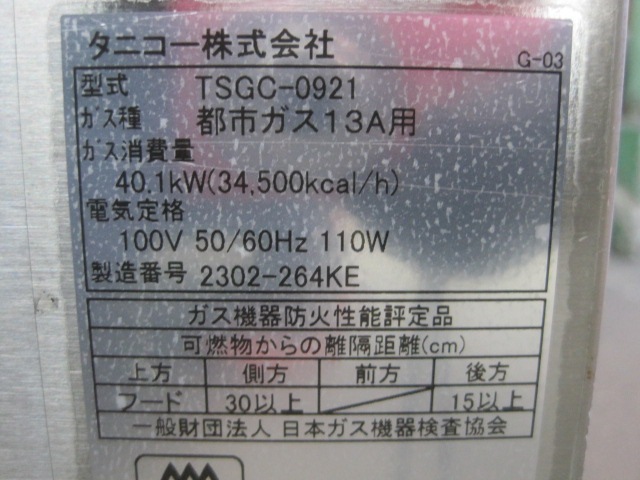 タニコー株式会社
G-03
型式 TSGC-0921
ガス種 都市ガス13A用
ガス消費量
40.1kW(34,500kcal/h)
電気定格
100V 50/60Hz 110W
製造番号 2302-264KE
ガス機器防火性能評定品
可燃物からの離隔距離(cm)
上方 側方 前方 後方
フード 30以上 15以上
一般財団法人 日本ガス機器検査協会